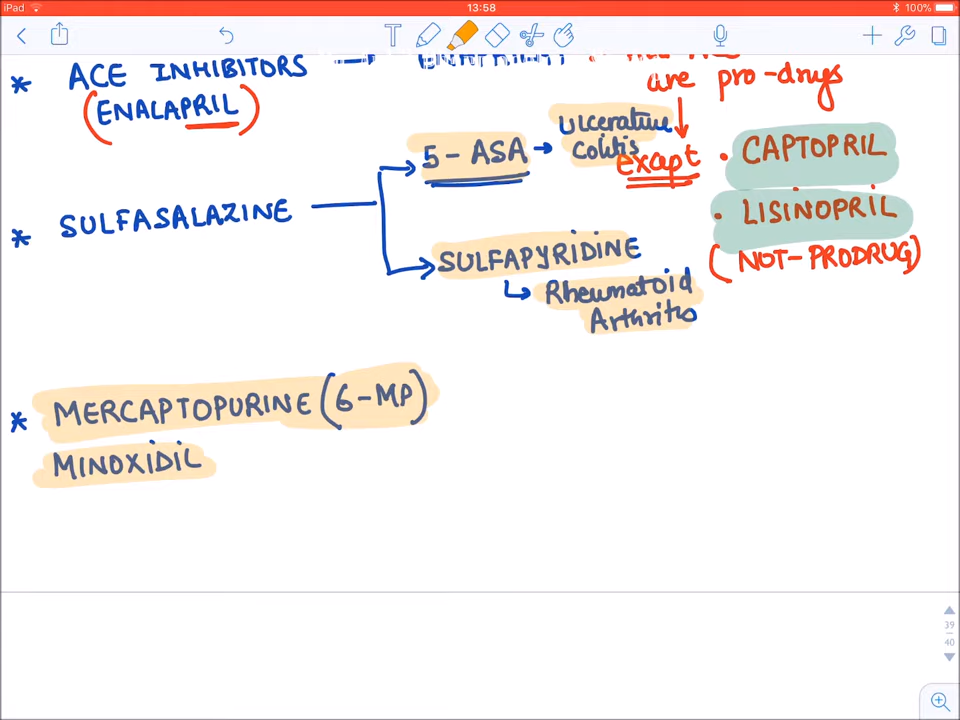 iPad 13:58 100%
T
* ACE INHIBITORS
(ENALAPRIL)
are pro-drugs
exapt
• CAPTOPRIL
• LISINOPRIL
(NOT-PRODRUG)
* SULFASALAZINE
5-ASA → Ulcerative
Colitis
SULFAPYRIDINE
Rheumatoid
Arthritis
* MERCAPTOPURINE (6-MP)
MINOXIDIL
39
40